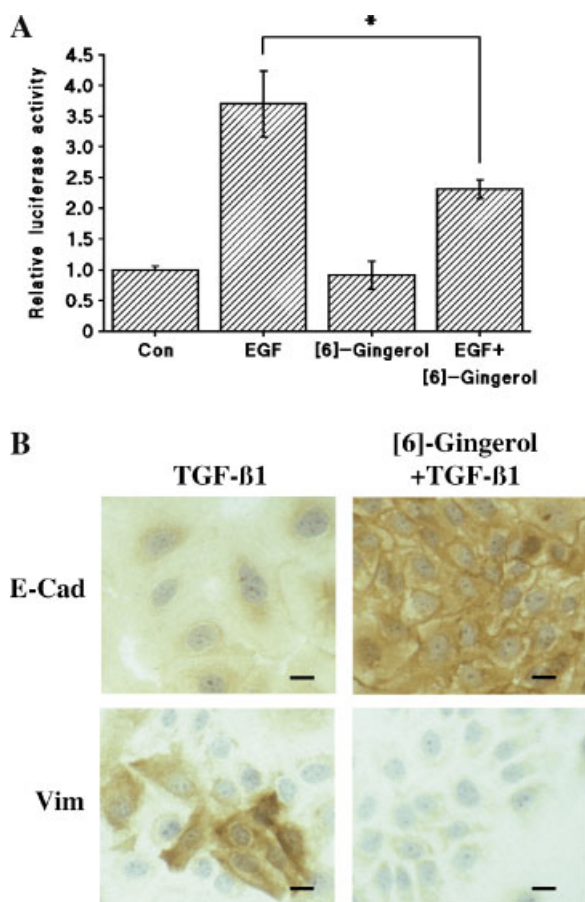 A
*
Relative luciferase activity
4.5
4.0
3.5
3.0
2.5
2.0
1.5
1.0
0.5
0
Con
EGF
[6]-Gingerol
EGF+
[6]-Gingerol
B
TGF-ß1
[6]-Gingerol
+TGF-ß1
E-Cad
Vim